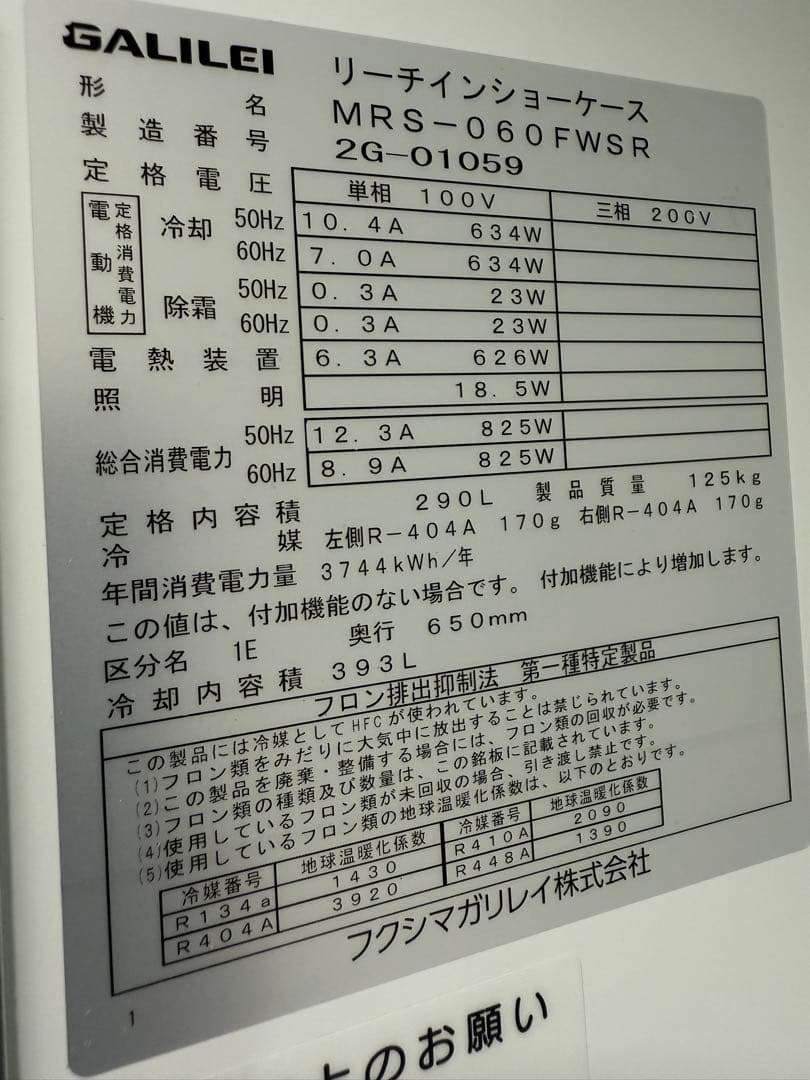 GALILEI
リーチインショーケース
形名 MRS-060FWSR
製造番号 2G-01059
定格電圧 単相 100V 三相 200V
電動機 定格消費電力
冷却 50Hz 10.4A 634W
60Hz 7.0A 634W
除霜 50Hz 0.3A 23W
60Hz 0.3A 23W
電熱装置 6.3A 626W
照明 18.5W
総合消費電力 50Hz 12.3A 825W
60Hz 8.9A 825W
定格内容積 290L 製品質量 125kg
冷媒 左側R-404A 170g 右側R-404A 170g
年間消費電力量 3744kWh/年
この値は、付加機能のない場合です。付加機能により増加します。
区分名 1E 奥行 650mm
冷却内容積 393L
フロン排出抑制法 第一種特定製品
この製品には冷媒としてHFCが使われています。
(1)フロン類をみだりに大気中に放出することは禁じられています。
(2)この製品を廃棄・整備する場合には、フロン類の回収が必要です。
(3)フロン類の種類及び数量は、この銘板に記載されています。
(4)使用しているフロン類が未回収の場合、引き渡し禁止です。
(5)使用しているフロン類の地球温暖化係数は、以下のとおりです。
冷媒番号 地球温暖化係数 冷媒番号 地球温暖化係数
R134a 1430 R410A 2090
R404A 3920 R448A 1390
フクシマガリレイ株式会社
1
上のお願い